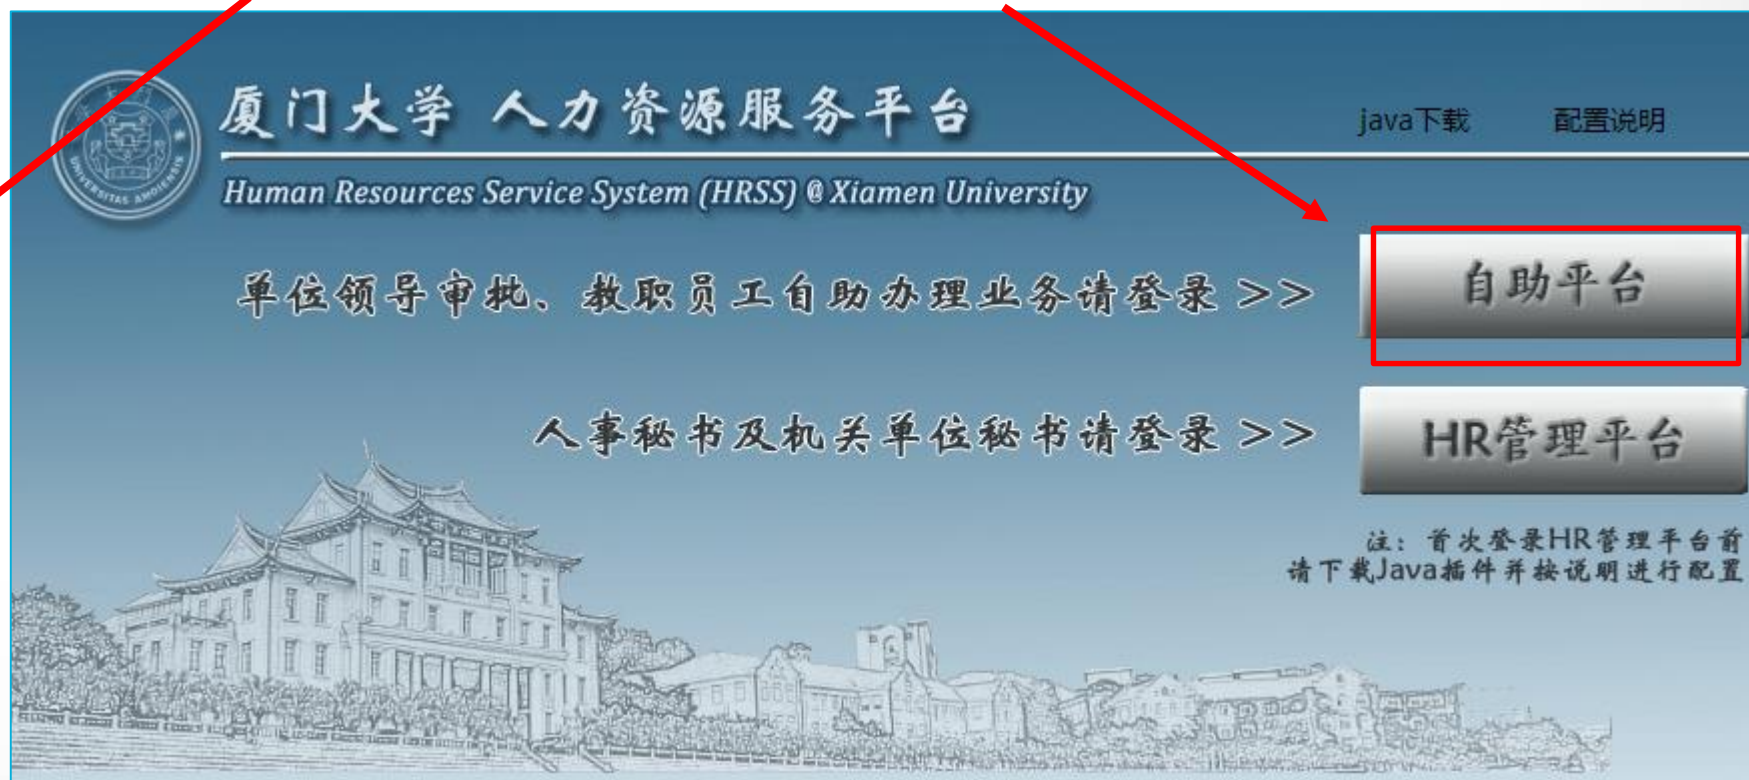 厦门大学 人力资源服务平台
java下载 配置说明
Human Resources Service System (HRSS) @ Xiamen University
单位领导审批、教职员工自助办理业务请登录 >> 自助平台
人事秘书及机关单位秘书请登录 >> HR管理平台
注：首次登录HR管理平台前
请下载Java插件并按说明进行配置